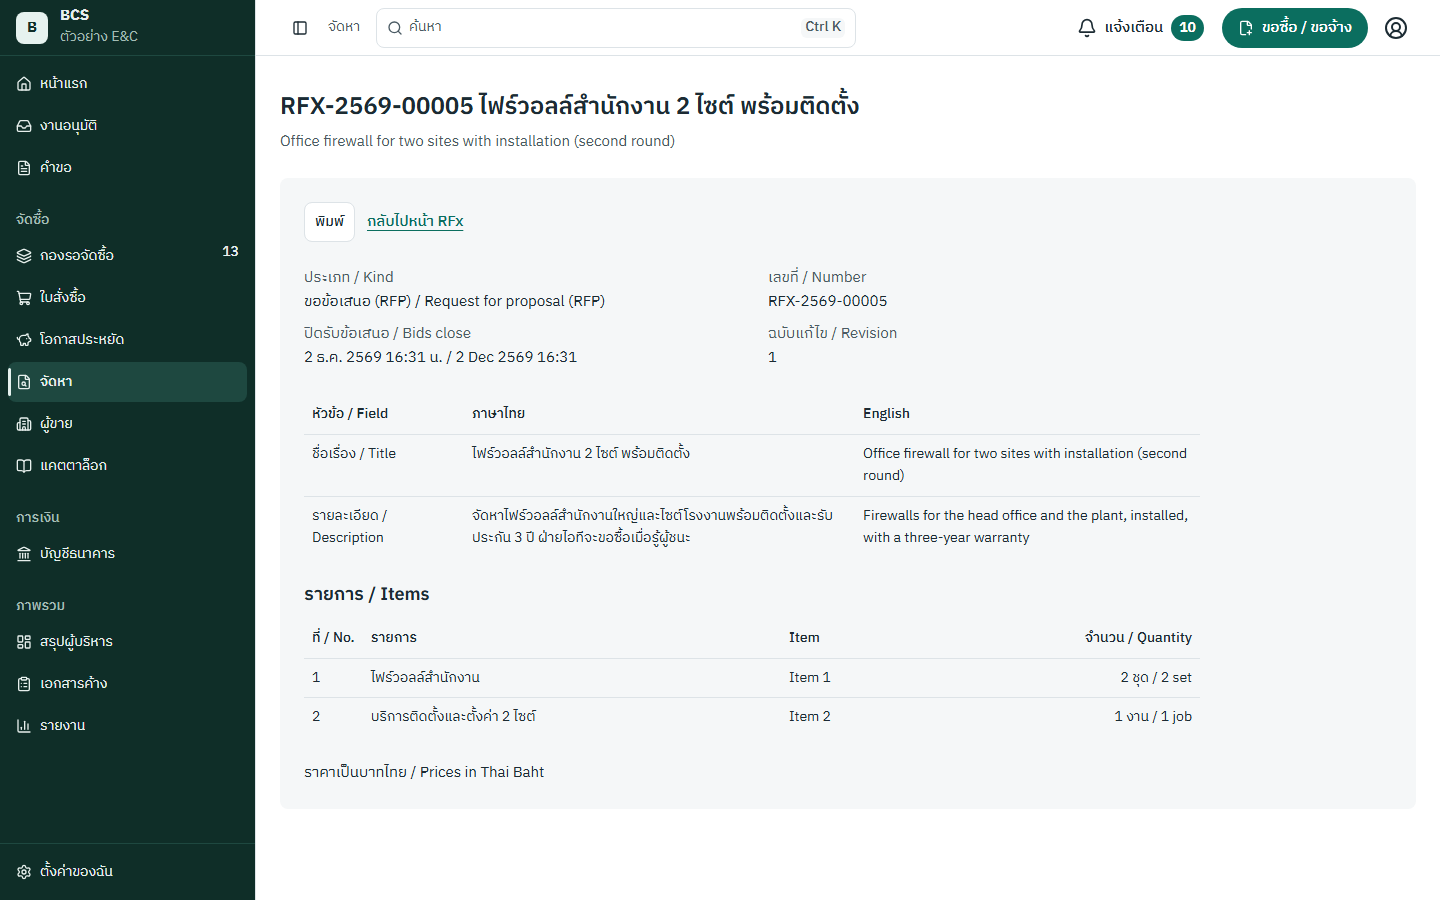 B
BCS
ตัวอย่าง E&C
หน้าแรก
งานอนุมัติ
คำขอ
จัดซื้อ
กองรอจัดซื้อ
13
ใบสั่งซื้อ
โอกาสประหยัด
จัดหา
ผู้ขาย
แคตตาล็อก
การเงิน
บัญชีธนาคาร
ภาพรวม
สรุปผู้บริหาร
เอกสารค้าง
รายงาน
ตั้งค่าของฉัน
จัดหา
ค้นหา
Ctrl K
แจ้งเตือน
10
ขอซื้อ / ขอจ้าง
RFX-2569-00005 ไฟร์วอลล์สำนักงาน 2 ไซต์ พร้อมติดตั้ง
Office firewall for two sites with installation (second round)
พิมพ์
กลับไปหน้า RFx
ประเภท / Kind
ขอข้อเสนอ (RFP) / Request for proposal (RFP)
เลขที่ / Number
RFX-2569-00005
ปิดรับข้อเสนอ / Bids close
2 ธ.ค. 2569 16:31 น. / 2 Dec 2569 16:31
ฉบับแก้ไข / Revision
1
หัวข้อ / Field
ภาษาไทย
English
ชื่อเรื่อง / Title
ไฟร์วอลล์สำนักงาน 2 ไซต์ พร้อมติดตั้ง
Office firewall for two sites with installation (second
round)
รายละเอียด /
Description
จัดหาไฟร์วอลล์สำนักงานใหญ่และไซต์โรงงานพร้อมติดตั้งและรับ
ประกัน 3 ปี ฝ่ายไอทีจะขอซื้อเมื่อรู้ผู้ชนะ
Firewalls for the head office and the plant, installed,
with a three-year warranty
รายการ / Items
ที่ / No.
รายการ
Item
จำนวน / Quantity
1
ไฟร์วอลล์สำนักงาน
Item 1
2 ชุด / 2 set
2
บริการติดตั้งและตั้งค่า 2 ไซต์
Item 2
1 งาน / 1 job
ราคาเป็นบาทไทย / Prices in Thai Baht